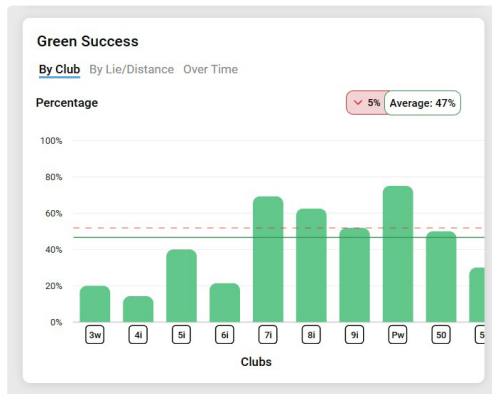 Green Success
By Club By Lie/Distance Over Time
Percentage 5% Average: 47%
100%
80%
60%
40%
20%
0%
3w 4i 5i 6i 7i 8i 9i Pw 50 5
Clubs